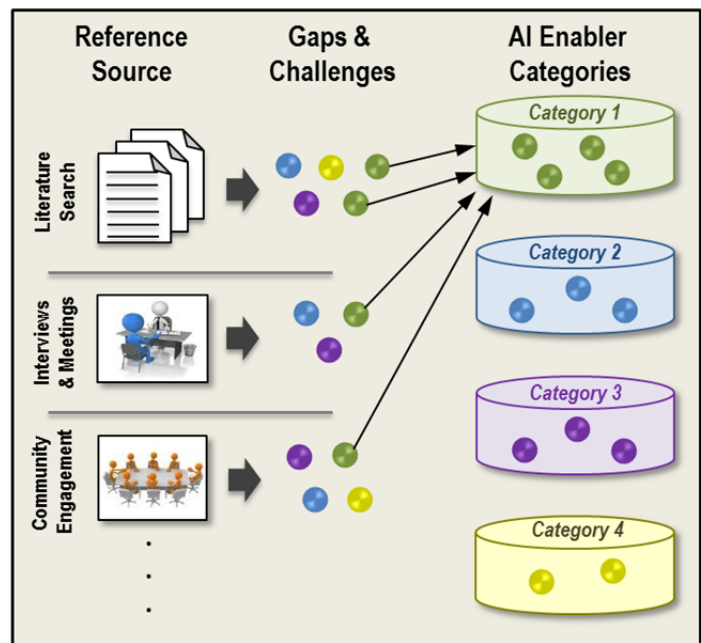 Reference
Source
Gaps &
Challenges
AI Enabler
Categories
Literature
Search
Category 1
Category 2
Interviews
& Meetings
Category 3
Community
Engagement
Category 4